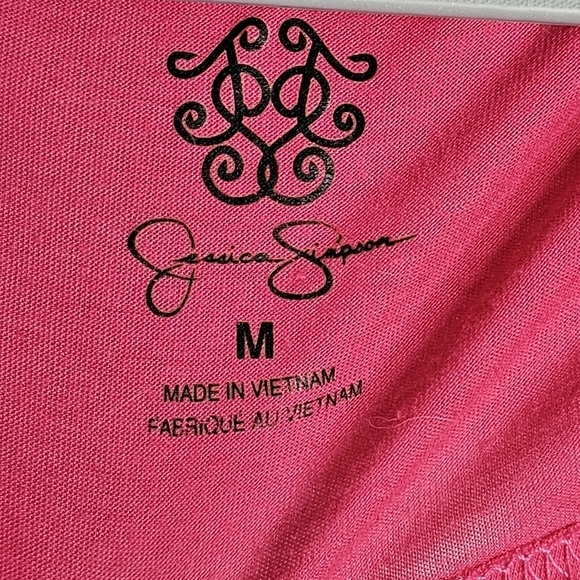 Jessica Simpson
M
MADE IN VIETNAM
FABRIQUE AU VIETNAM